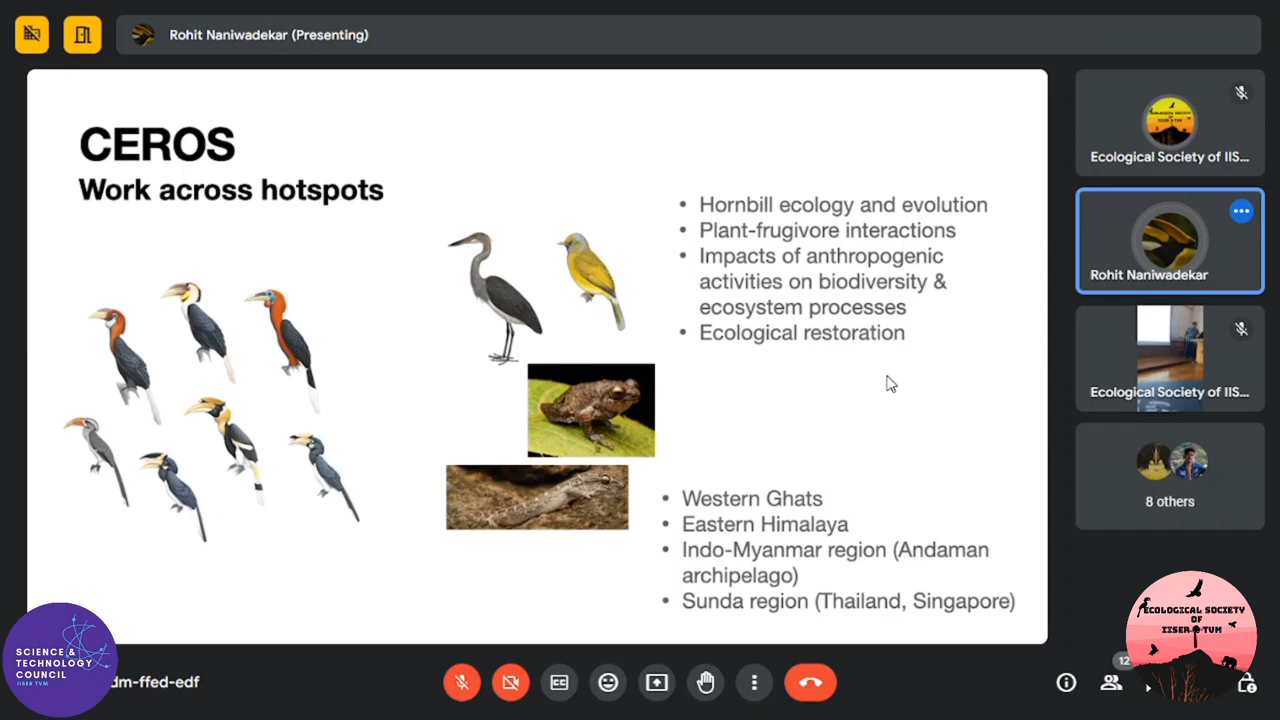 Rohit Naniwadekar (Presenting)
CEROS
Work across hotspots
• Hornbill ecology and evolution
• Plant-frugivore interactions
• Impacts of anthropogenic
activities on biodiversity &
ecosystem processes
• Ecological restoration
• Western Ghats
• Eastern Himalaya
• Indo-Myanmar region (Andaman
archipelago)
• Sunda region (Thailand, Singapore)
Ecological Society of IIS...
Rohit Naniwadekar
Ecological Society of IIS...
8 others
SCIENCE &
TECHNOLOGY
COUNCIL
IISER TVM
dm-ffed-edf
12
ECOLOGICAL SOCIETY
OF
IISER TVM